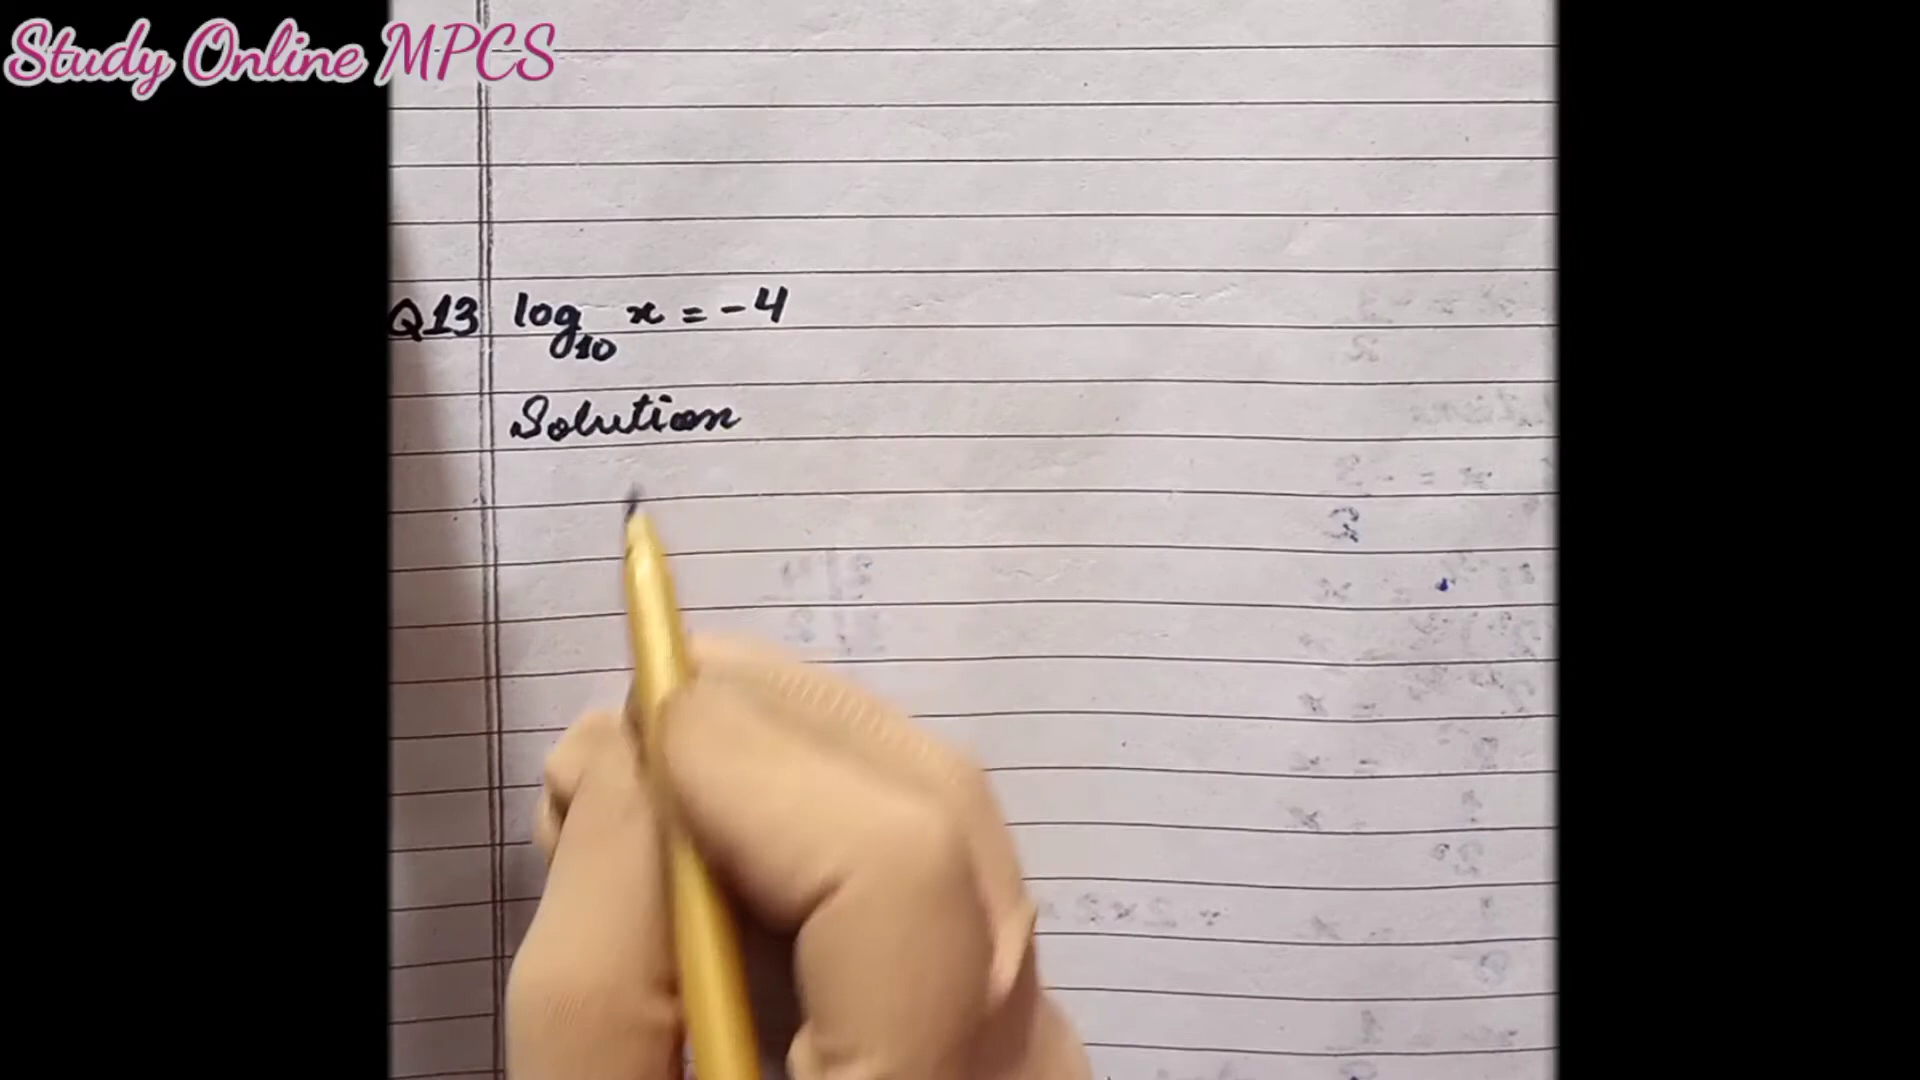 Study Online MPCS
Q13 log₁₀ x = -4
Solution